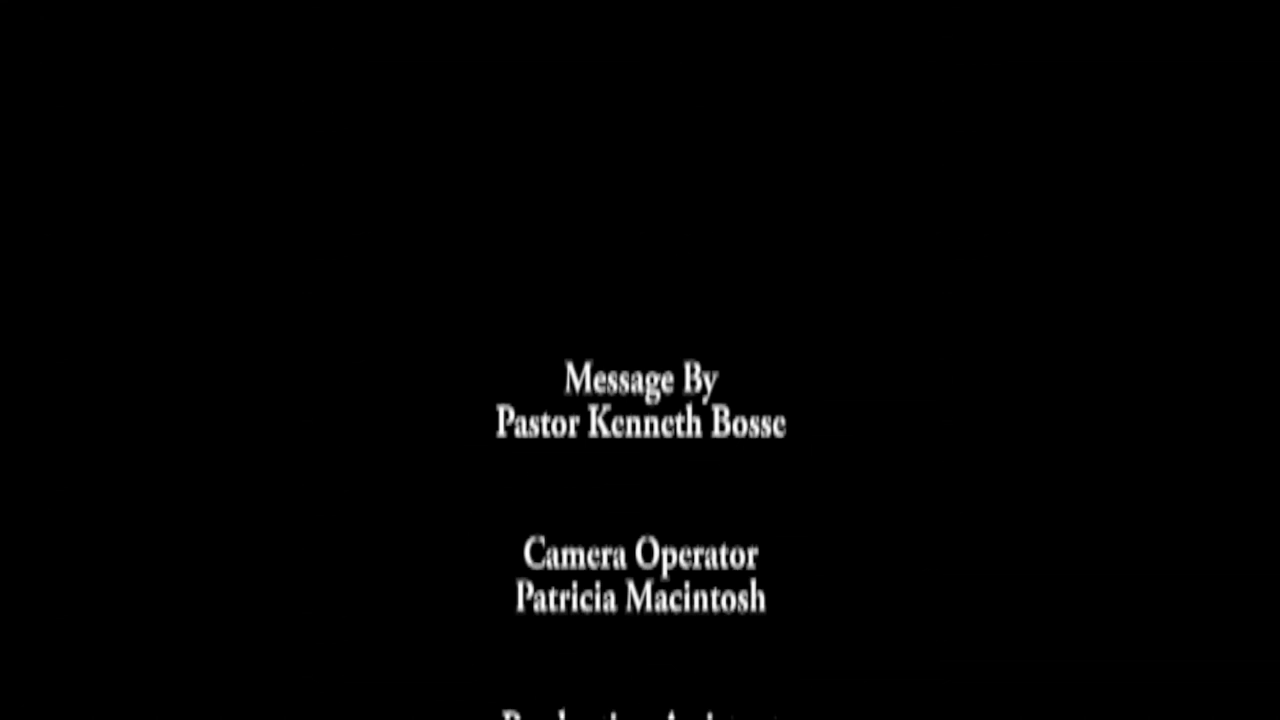 Message By
Pastor Kenneth Bosse
Camera Operator
Patricia Macintosh